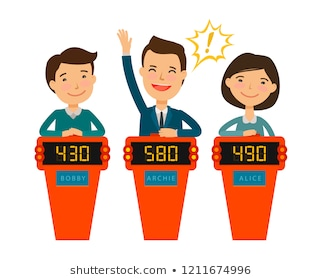 430 580 490
BOBBY ARCHIE ALICE
shutterstock.com • 1211674996